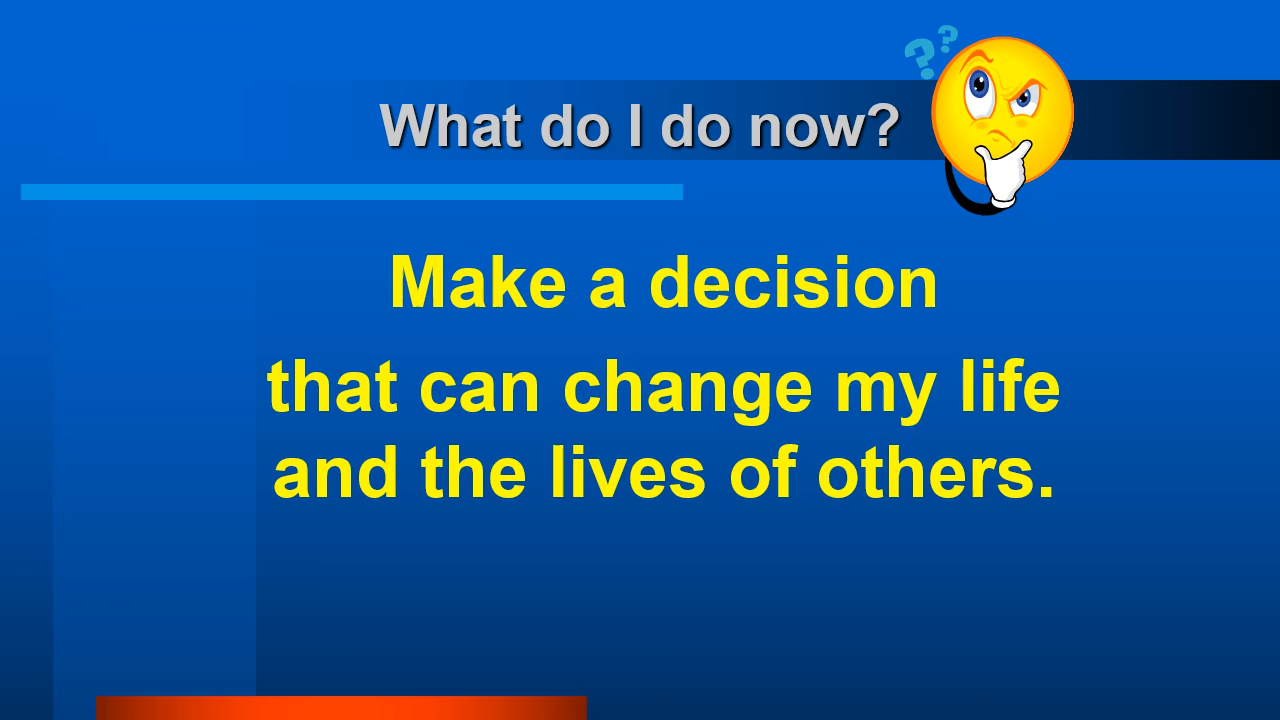 What do I do now?
Make a decision
that can change my life
and the lives of others.